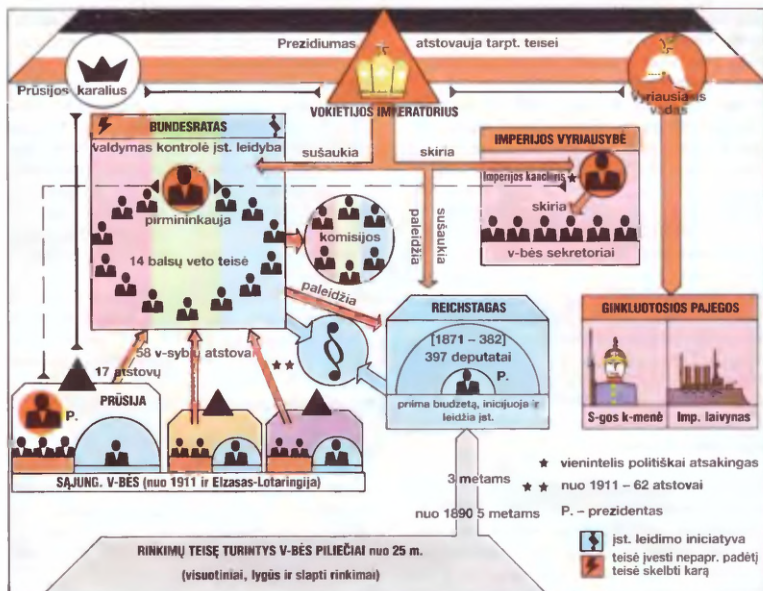 Prezidiumas atstovauja tarpt. teisei
Prūsijos karalius
VOKIETIJOS IMPERATORIUS
Vyriausiasis
vadas
BUNDESRATAS
valdymas kontrolė įst. leidyba
pirmininkauja
14 balsų veto teisė
sušaukia
skiria
IMPERIJOS VYRIAUSYBĖ
Imperijos kancleris ★
skiria
v-bės sekretoriai
komisijos
paleidžia
sušaukia
paleidžia
REICHSTAGAS
[1871 – 382]
397 deputatai
P.
priima biudžetą, inicijuoja ir
leidžia įst.
GINKLUOTOSIOS PAJEGOS
S-gos k-menė
Imp. laivynas
58 v-sybių atstovai
★★
17 atstovų
PRŪSIJA
P.
SĄJUNG. V-BĖS (nuo 1911 ir Elzasas-Lotaringija)
3 metams
nuo 1890 5 metams
RINKIMŲ TEISĘ TURINTYS V-BĖS PILIEČIAI nuo 25 m.
(visuotiniai, lygūs ir slapti rinkimai)
★ vienintelis politiškai atsakingas
★★ nuo 1911 – 62 atstovai
P. – prezidentas
įst. leidimo iniciatyva
teisė įvesti nepapr. padėtį
teisė skelbti karą